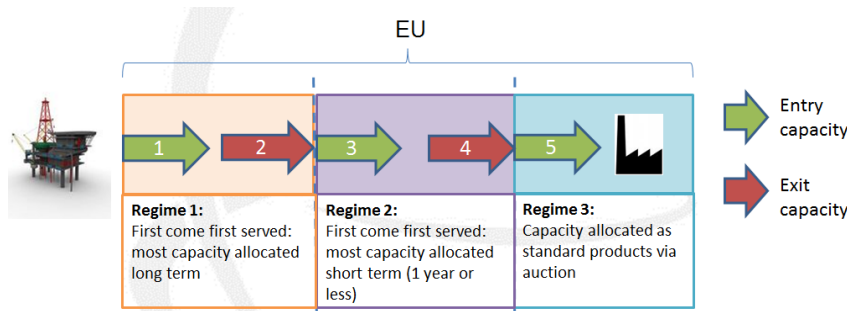 EU
1
2
3
4
5
Entry
capacity
Exit
capacity
Regime 1:
First come first served:
most capacity allocated
long term
Regime 2:
First come first served:
most capacity allocated
short term (1 year or
less)
Regime 3:
Capacity allocated as
standard products via
auction